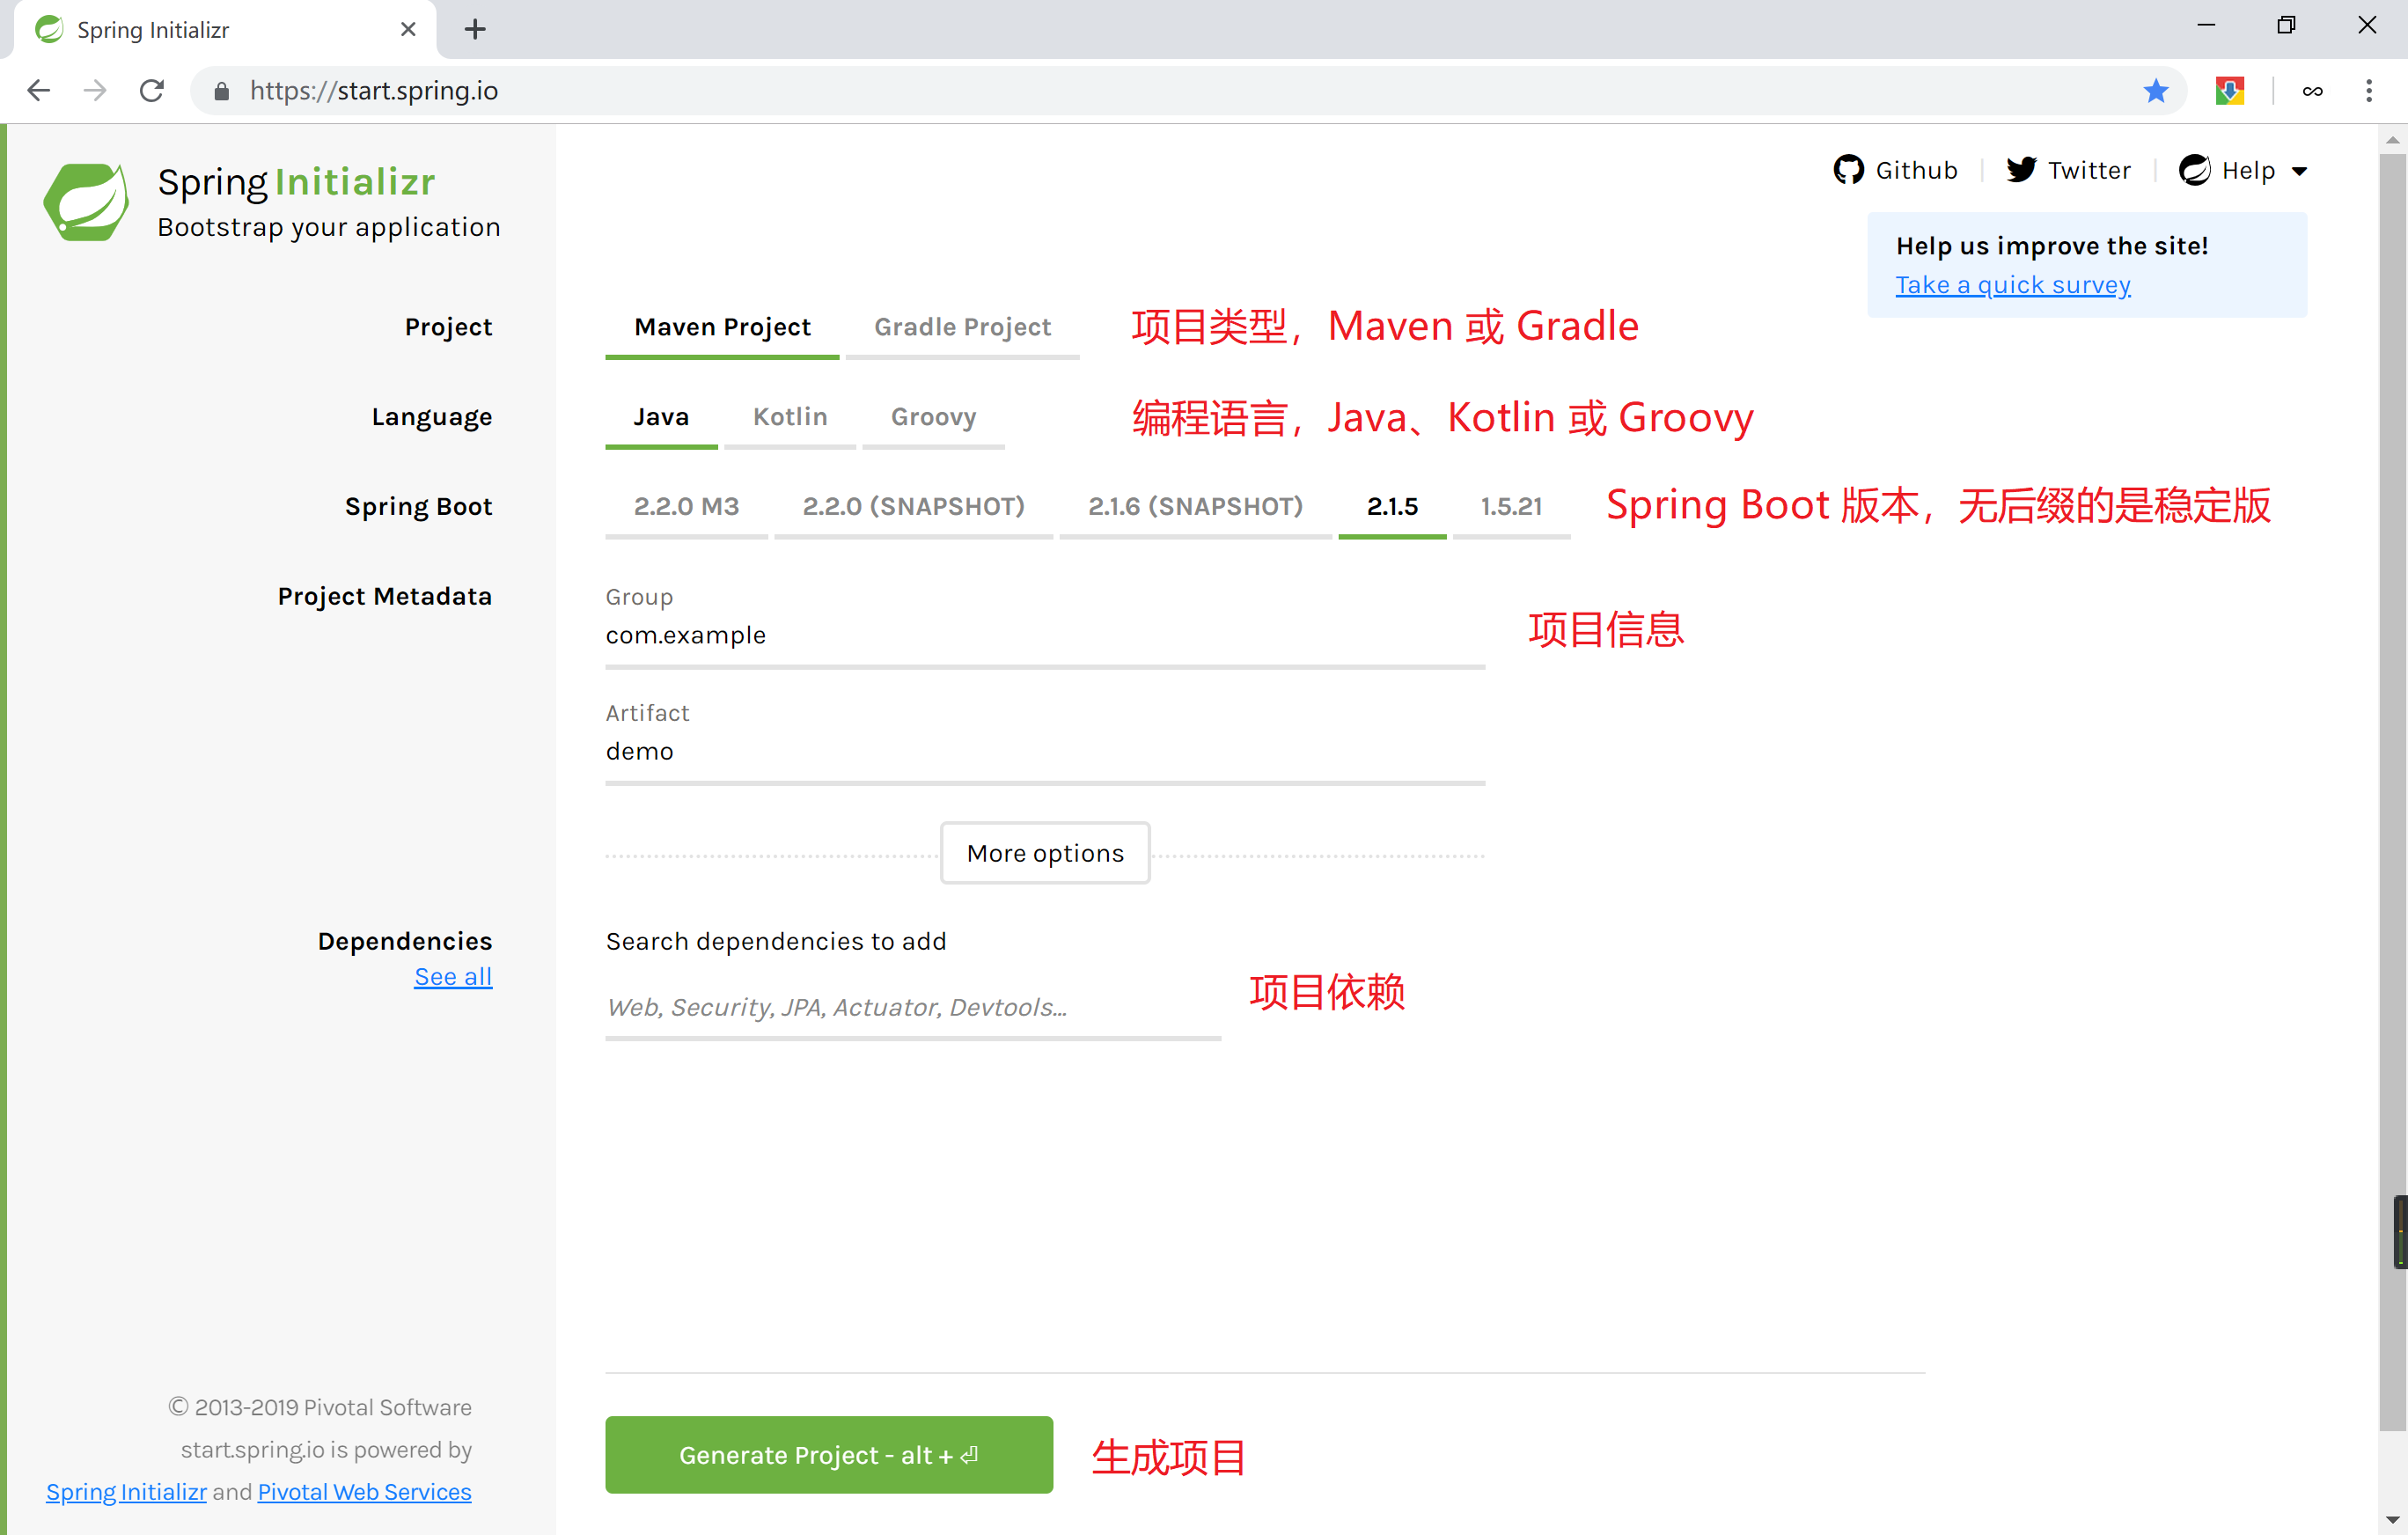 Spring Initializr
https://start.spring.io
Spring Initializr
Bootstrap your application
Github
Twitter
Help
Help us improve the site!
Take a quick survey
Project
Maven Project
Gradle Project
项目类型，Maven 或 Gradle
Language
Java
Kotlin
Groovy
编程语言，Java、Kotlin 或 Groovy
Spring Boot
2.2.0 M3
2.2.0 (SNAPSHOT)
2.1.6 (SNAPSHOT)
2.1.5
1.5.21
Spring Boot 版本，无后缀的是稳定版
Project Metadata
Group
com.example
项目信息
Artifact
demo
More options
Dependencies
See all
Search dependencies to add
Web, Security, JPA, Actuator, Devtools...
项目依赖
© 2013-2019 Pivotal Software
start.spring.io is powered by
Spring Initializr and Pivotal Web Services
Generate Project - alt + ⏎
生成项目